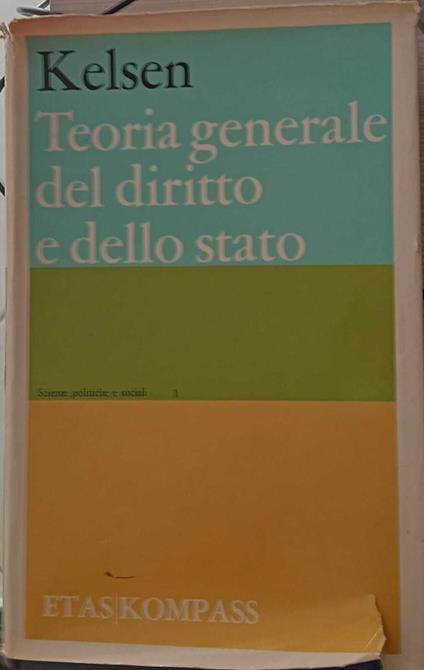 Kelsen
Teoria generale
del diritto
e dello stato
Scienze politiche e sociali 3
ETAS|KOMPASS